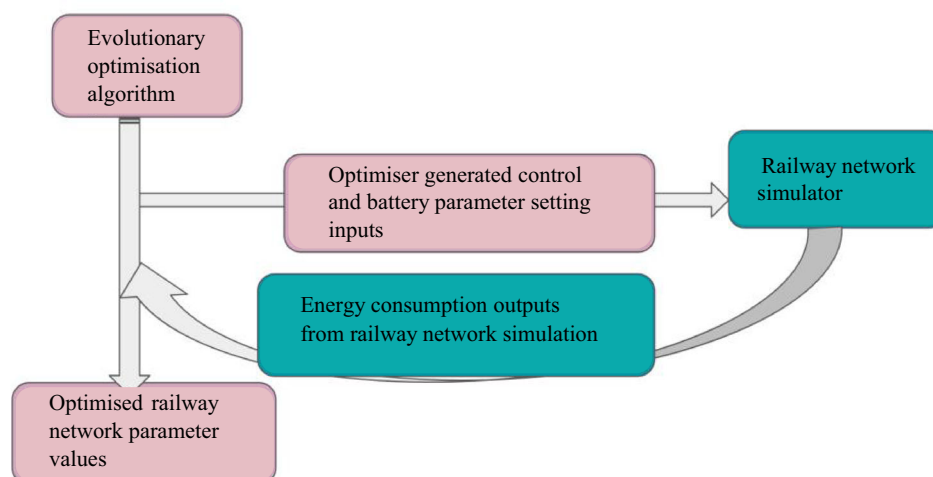 Evolutionary
optimisation
algorithm
Optimiser generated control
and battery parameter setting
inputs
Railway network
simulator
Energy consumption outputs
from railway network simulation
Optimised railway
network parameter
values